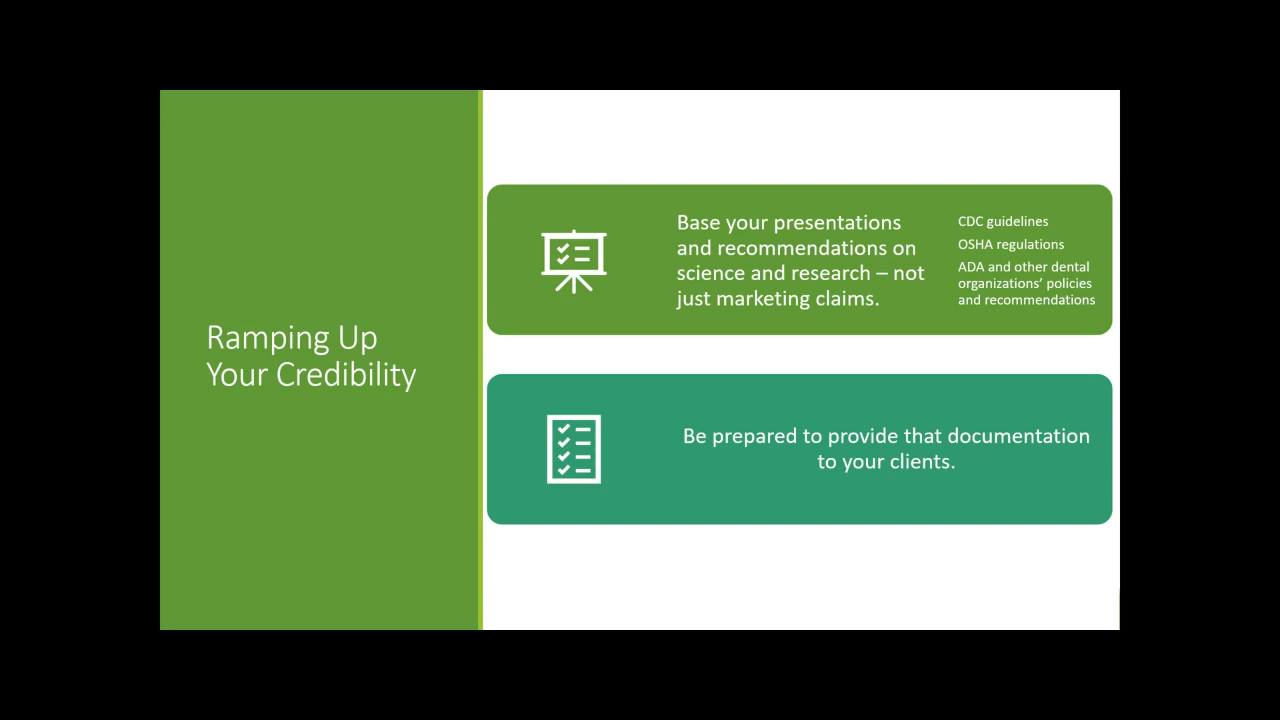 Ramping Up
Your Credibility
Base your presentations
and recommendations on
science and research – not
just marketing claims.
CDC guidelines
OSHA regulations
ADA and other dental
organizations’ policies
and recommendations
Be prepared to provide that documentation
to your clients.